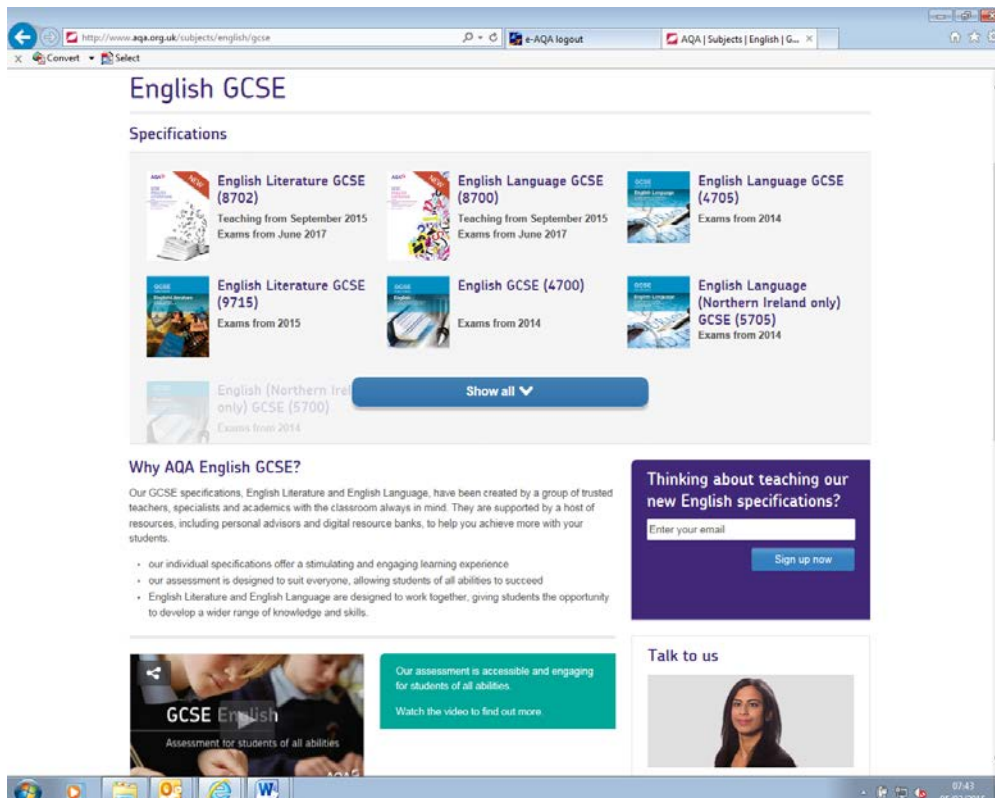 http://www.aqa.org.uk/subjects/english/gcse
e-AQA logout
AQA | Subjects | English | G...
x Convert Select
English GCSE
Specifications
English Literature GCSE
(8702)
Teaching from September 2015
Exams from June 2017
English Language GCSE
(8700)
Teaching from September 2015
Exams from June 2017
English Language GCSE
(4705)
Exams from 2014
English Literature GCSE
(9715)
Exams from 2015
English GCSE (4700)
Exams from 2014
English Language
(Northern Ireland only)
GCSE (5705)
Exams from 2014
English (Northern Irel
only) GCSE (5700)
Exams from 2014
Show all
Why AQA English GCSE?
Our GCSE specifications, English Literature and English Language, have been created by a group of trusted
teachers, specialists and academics with the classroom always in mind. They are supported by a host of
resources, including personal advisors and digital resource banks, to help you achieve more with your
students.
• our individual specifications offer a stimulating and engaging learning experience
• our assessment is designed to suit everyone, allowing students of all abilities to succeed
• English Literature and English Language are designed to work together, giving students the opportunity
to develop a wider range of knowledge and skills.
Thinking about teaching our
new English specifications?
Enter your email
Sign up now
GCSE English
Assessment for students of all abilities
Our assessment is accessible and engaging
for students of all abilities.
Watch the video to find out more.
Talk to us
07:43